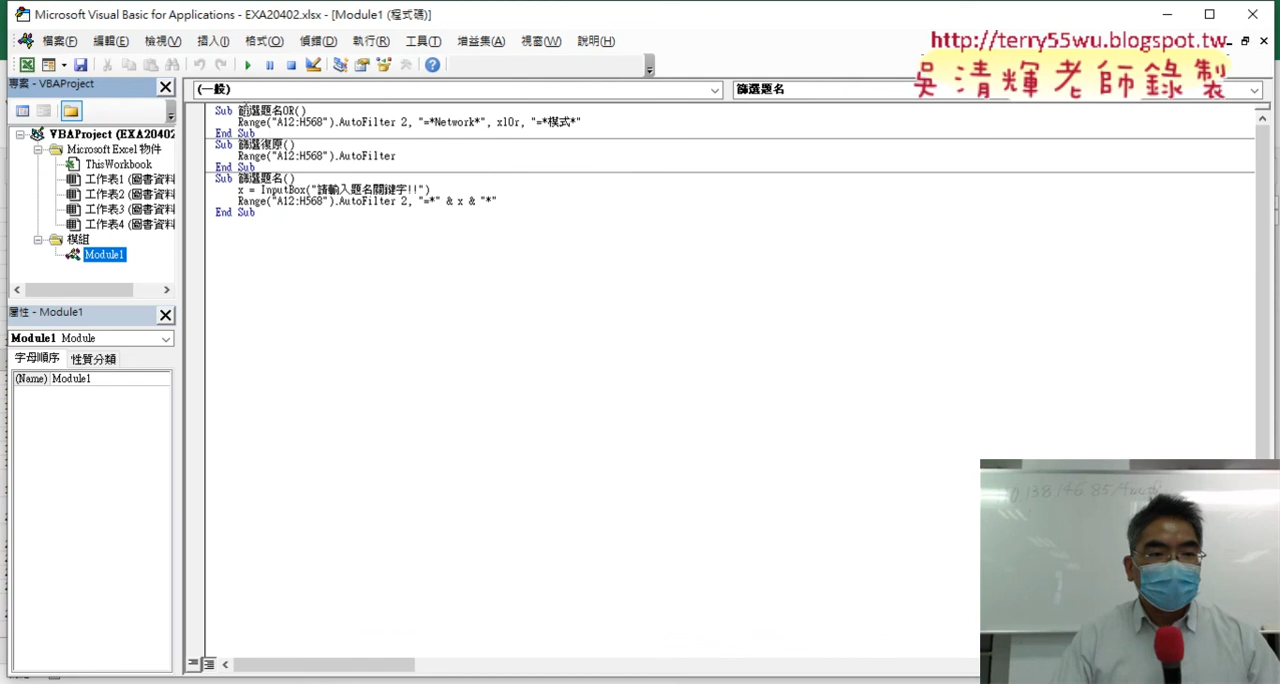 Microsoft Visual Basic for Applications - EXA20402.xlsx - [Module1 (程式碼)]
檔案(F) 編輯(E) 檢視(V) 插入(I) 格式(O) 偵錯(D) 執行(R) 工具(T) 增益集(A) 視窗(W) 說明(H)
http://terry55wu.blogspot.tw
吳清輝老師錄製
專案 - VBAProject
VBAProject (EXA20402
Microsoft Excel 物件
ThisWorkbook
工作表1 (圖書資料
工作表2 (圖書資料
工作表3 (圖書資料
工作表4 (圖書資料
模組
Module1
屬性 - Module1
Module1 Module
字母順序 性質分類
(Name) Module1
(一般)
篩選題名
Sub 篩選題名OR()
Range("A12:H568").AutoFilter 2, "=*Network*", xlOr, "=*模式*"
End Sub
Sub 篩選復原()
Range("A12:H568").AutoFilter
End Sub
Sub 篩選題名()
x = InputBox("請輸入題名關鍵字!!")
Range("A12:H568").AutoFilter 2, "=*" & x & "*"
End Sub